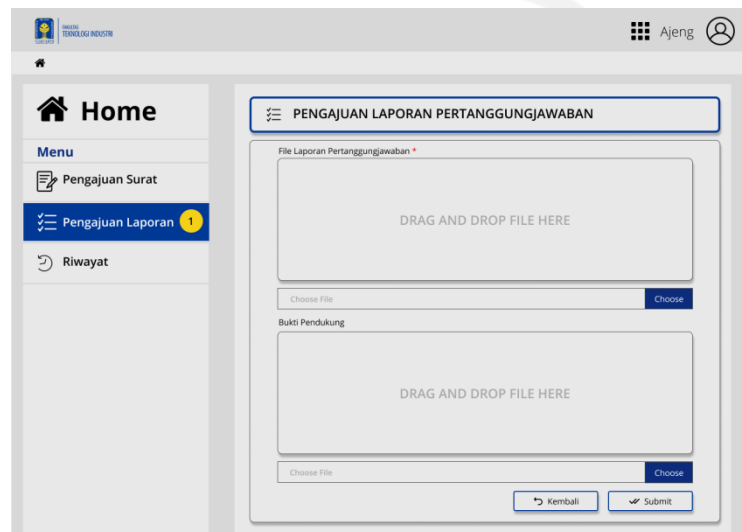 FAKULTAS
TEKNOLOGI INDUSTRI
Ajeng
Home
Menu
Pengajuan Surat
Pengajuan Laporan 1
Riwayat
PENGAJUAN LAPORAN PERTANGGUNGJAWABAN
File Laporan Pertanggungjawaban *
DRAG AND DROP FILE HERE
Choose File Choose
Bukti Pendukung
DRAG AND DROP FILE HERE
Choose File Choose
Kembali Submit